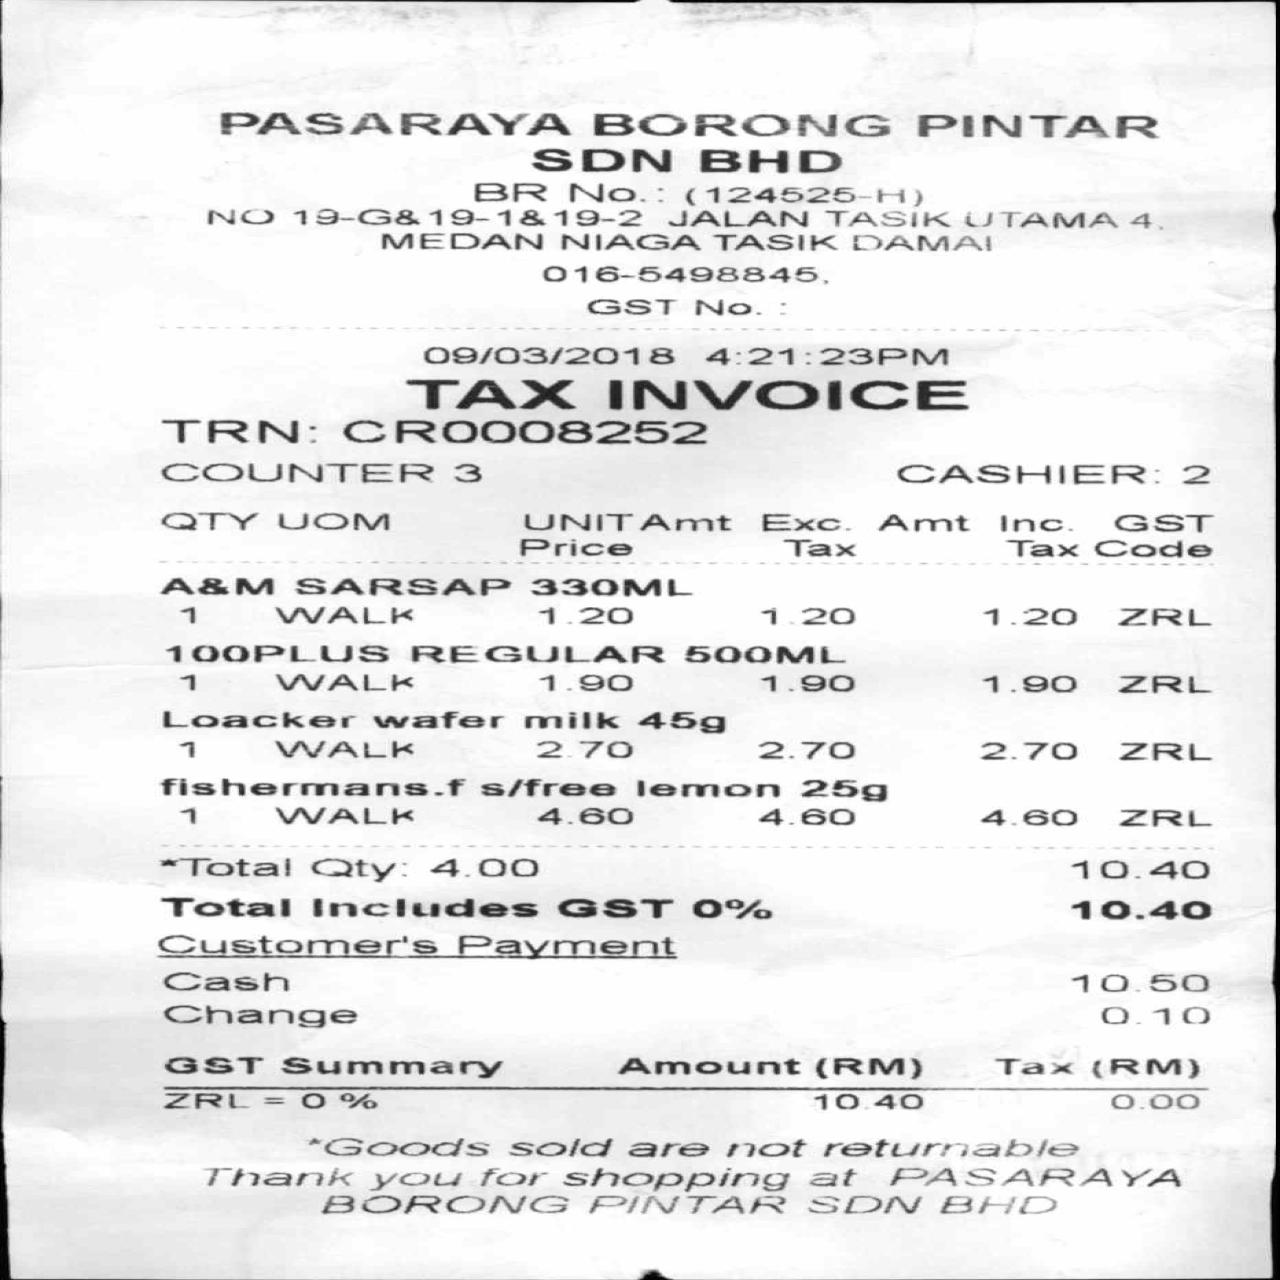 PASARAYA BORONG PINTAR
SDN BHD
BR No.: (124525-H)
NO 19-G&19-1&19-2 JALAN TASIK UTAMA 4,
MEDAN NIAGA TASIK DAMAI
016-5498845,
GST No. :
09/03/2018 4:21:23PM
TAX INVOICE
TRN: CR0008252
COUNTER 3 CASHIER: 2
QTY UOM UNIT Amt Exc. Amt Inc. GST
Price Tax Tax Code
A&M SARSAP 330ML
1 WALK 1.20 1.20 1.20 ZRL
100PLUS REGULAR 500ML
1 WALK 1.90 1.90 1.90 ZRL
Loacker wafer milk 45g
1 WALK 2.70 2.70 2.70 ZRL
fishermans.f s/free lemon 25g
1 WALK 4.60 4.60 4.60 ZRL
*Total Qty: 4.00 10.40
Total Includes GST 0% 10.40
Customer's Payment
Cash 10.50
Change 0.10
GST Summary Amount (RM) Tax (RM)
ZRL = 0 % 10.40 0.00
*Goods sold are not returnable
Thank you for shopping at PASARAYA
BORONG PINTAR SDN BHD